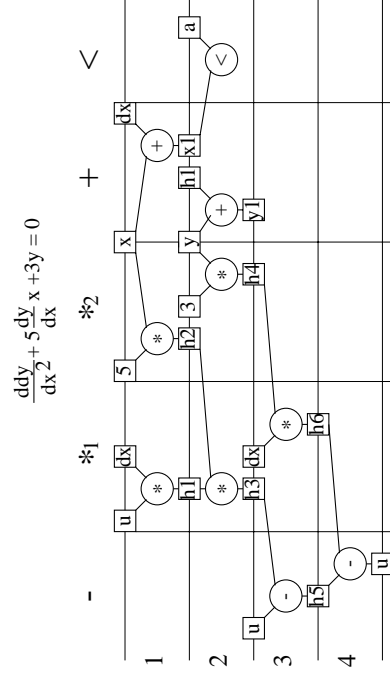 ddy
dx2 + 5 dy
dx x +3y = 0
- *1 *2 + <
u dx 5 x dx
1 * * +
h1 h2 3 y h1 x1 a
2 * * + <
u h3 dx h4 y1
3 - *
h5 h6
4 -
u